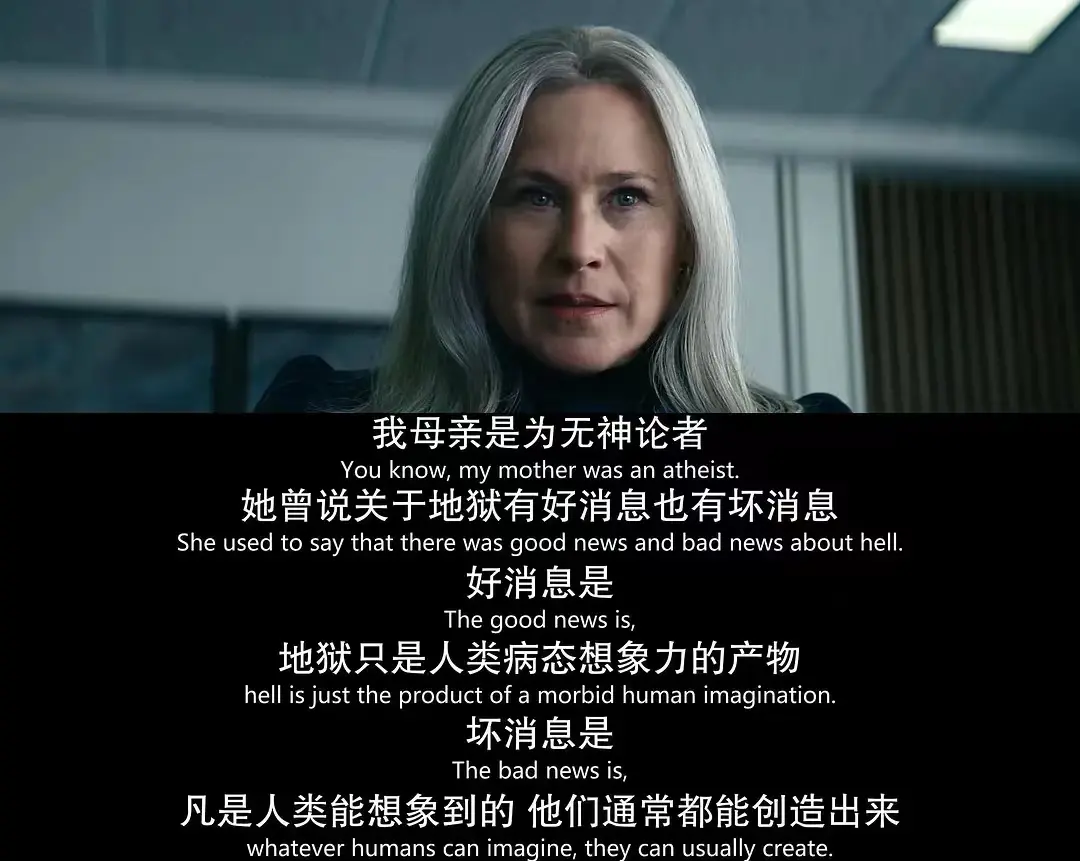 我母亲是为无神论者
You know, my mother was an atheist.
她曾说关于地狱有好消息也有坏消息
She used to say that there was good news and bad news about hell.
好消息是
The good news is,
地狱只是人类病态想象力的产物
hell is just the product of a morbid human imagination.
坏消息是
The bad news is,
凡是人类能想象到的 他们通常都能创造出来
whatever humans can imagine, they can usually create.